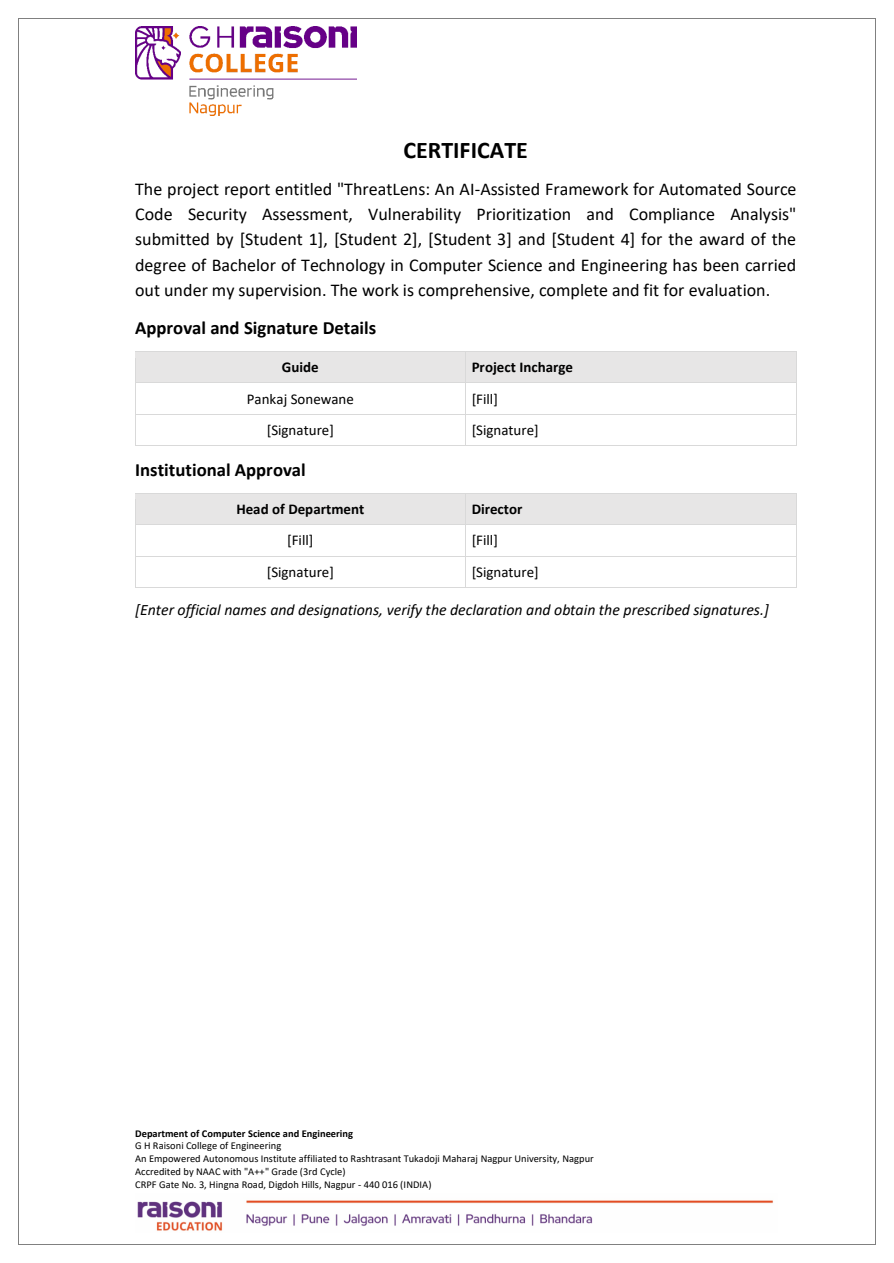 GHraisoni
COLLEGE
Engineering
Nagpur
CERTIFICATE
The project report entitled "ThreatLens: An AI-Assisted Framework for Automated Source
Code Security Assessment, Vulnerability Prioritization and Compliance Analysis"
submitted by [Student 1], [Student 2], [Student 3] and [Student 4] for the award of the
degree of Bachelor of Technology in Computer Science and Engineering has been carried
out under my supervision. The work is comprehensive, complete and fit for evaluation.
Approval and Signature Details
Guide Project Incharge
Pankaj Sonewane [Fill]
[Signature] [Signature]
Institutional Approval
Head of Department Director
[Fill] [Fill]
[Signature] [Signature]
[Enter official names and designations, verify the declaration and obtain the prescribed signatures.]
Department of Computer Science and Engineering
G H Raisoni College of Engineering
An Empowered Autonomous Institute affiliated to Rashtrasant Tukadoji Maharaj Nagpur University, Nagpur
Accredited by NAAC with "A++" Grade (3rd Cycle)
CRPF Gate No. 3, Hingna Road, Digdoh Hills, Nagpur - 440 016 (INDIA)
raisoni
EDUCATION
Nagpur | Pune | Jalgaon | Amravati | Pandhurna | Bhandara